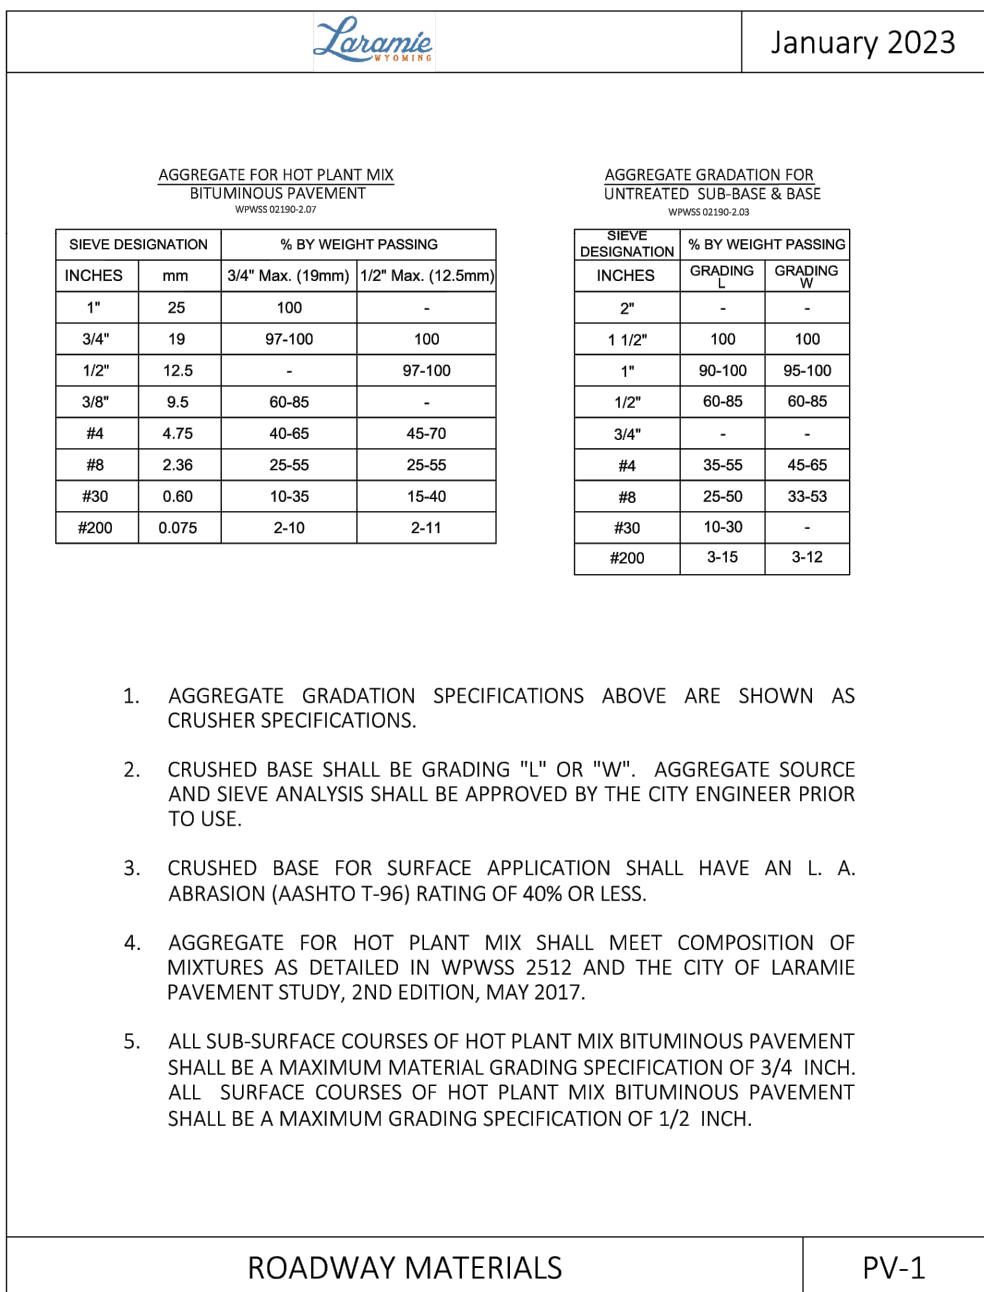 Laramie
WYOMING
January 2023
AGGREGATE FOR HOT PLANT MIX
BITUMINOUS PAVEMENT
WPWSS 02190-2.07
SIEVE DESIGNATION % BY WEIGHT PASSING
INCHES mm 3/4" Max. (19mm) 1/2" Max. (12.5mm)
1" 25 100 -
3/4" 19 97-100 100
1/2" 12.5 - 97-100
3/8" 9.5 60-85 -
#4 4.75 40-65 45-70
#8 2.36 25-55 25-55
#30 0.60 10-35 15-40
#200 0.075 2-10 2-11
AGGREGATE GRADATION FOR
UNTREATED SUB-BASE & BASE
WPWSS 02190-2.03
SIEVE
DESIGNATION % BY WEIGHT PASSING
INCHES GRADING L GRADING W
2" - -
1 1/2" 100 100
1" 90-100 95-100
1/2" 60-85 60-85
3/4" - -
#4 35-55 45-65
#8 25-50 33-53
#30 10-30 -
#200 3-15 3-12
1. AGGREGATE GRADATION SPECIFICATIONS ABOVE ARE SHOWN AS
CRUSHER SPECIFICATIONS.
2. CRUSHED BASE SHALL BE GRADING "L" OR "W". AGGREGATE SOURCE
AND SIEVE ANALYSIS SHALL BE APPROVED BY THE CITY ENGINEER PRIOR
TO USE.
3. CRUSHED BASE FOR SURFACE APPLICATION SHALL HAVE AN L. A.
ABRASION (AASHTO T-96) RATING OF 40% OR LESS.
4. AGGREGATE FOR HOT PLANT MIX SHALL MEET COMPOSITION OF
MIXTURES AS DETAILED IN WPWSS 2512 AND THE CITY OF LARAMIE
PAVEMENT STUDY, 2ND EDITION, MAY 2017.
5. ALL SUB-SURFACE COURSES OF HOT PLANT MIX BITUMINOUS PAVEMENT
SHALL BE A MAXIMUM MATERIAL GRADING SPECIFICATION OF 3/4 INCH.
ALL SURFACE COURSES OF HOT PLANT MIX BITUMINOUS PAVEMENT
SHALL BE A MAXIMUM GRADING SPECIFICATION OF 1/2 INCH.
ROADWAY MATERIALS
PV-1